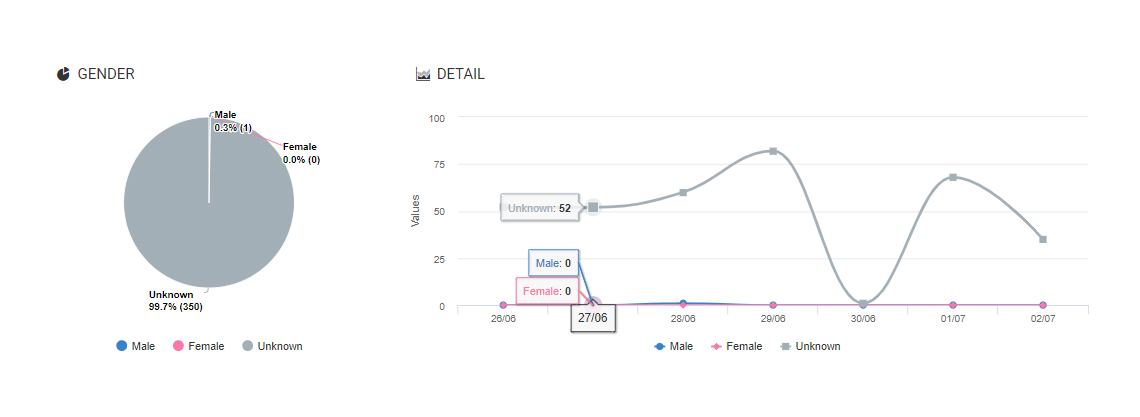 GENDER
Male
0.3% (1)
Female
0.0% (0)
Unknown
99.7% (350)
Male Female Unknown
DETAIL
Values
100
75
50
25
0
Unknown: 52
Male: 0
Female: 0
27/06
26/06 28/06 29/06 30/06 01/07 02/07
Male Female Unknown